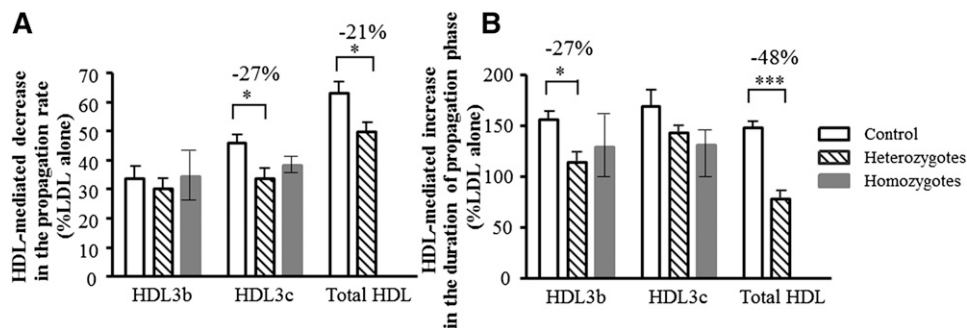 A
HDL-mediated decrease
in the propagation rate
(%LDL alone)
70
60
50
40
30
20
10
0
-27%
*
-21%
*
HDL3b
HDL3c
Total HDL
B
HDL-mediated increase
in the duration of propagation phase
(%LDL alone)
200
150
100
50
0
-27%
*
-48%
***
HDL3b
HDL3c
Total HDL
Control
Heterozygotes
Homozygotes